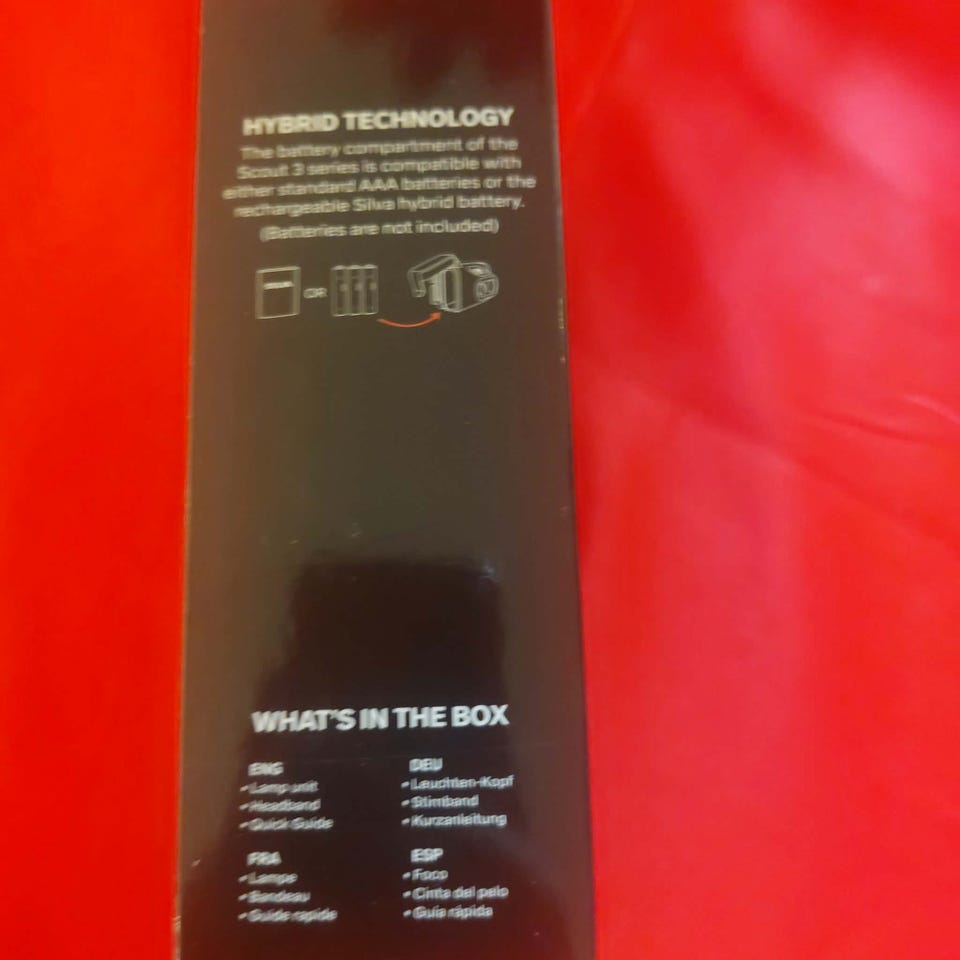 HYBRID TECHNOLOGY
The battery compartment of the
Scout 3 series is compatible with
either standard AAA batteries or the
rechargeable Silva hybrid battery.
(Batteries are not included)
OR
WHAT'S IN THE BOX
ENG
• Lamp unit
• Headband
• Quick Guide
DEU
• Leuchten-Kopf
• Stirnband
• Kurzanleitung
FRA
• Lampe
• Bandeau
• Guide rapide
ESP
• Foco
• Cinta del pelo
• Guía rápida